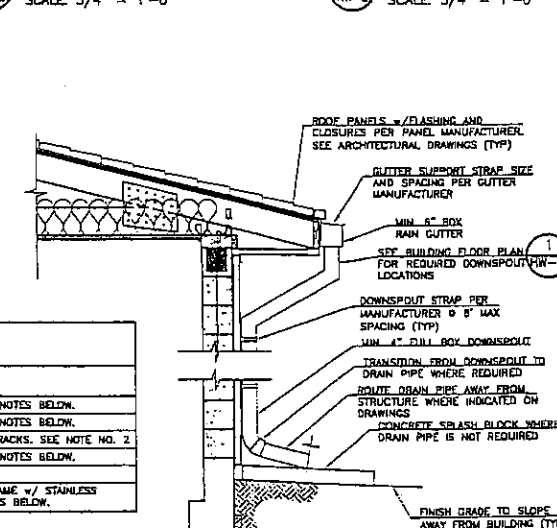 SCALE 3/4" = 1'-0"
SCALE 3/4" = 1'-0"
ROOF PANELS w/FLASHING AND
CLOSURES PER PANEL MANUFACTURER.
SEE ARCHITECTURAL DRAWINGS (TYP)
GUTTER SUPPORT STRAP SIZE
AND SPACING PER GUTTER
MANUFACTURER
MIN. 6" BOX
RAIN GUTTER
SEE BUILDING FLOOR PLAN
FOR REQUIRED DOWNSPOUT
LOCATIONS
1
HW-
DOWNSPOUT STRAP PER
MANUFACTURER @ 8' MAX
SPACING (TYP)
MIN. 4" FULL BOX DOWNSPOUT
TRANSITION FROM DOWNSPOUT TO
DRAIN PIPE WHERE REQUIRED
ROUTE DRAIN PIPE AWAY FROM
STRUCTURE WHERE INDICATED ON
DRAWINGS
CONCRETE SPLASH BLOCK WHERE
DRAIN PIPE IS NOT REQUIRED
FINISH GRADE TO SLOPE
AWAY FROM BUILDING (TY
NOTES BELOW.
NOTES BELOW.
RACKS. SEE NOTE NO. 2
NOTES BELOW.
AME w/ STAINLESS
S BELOW.